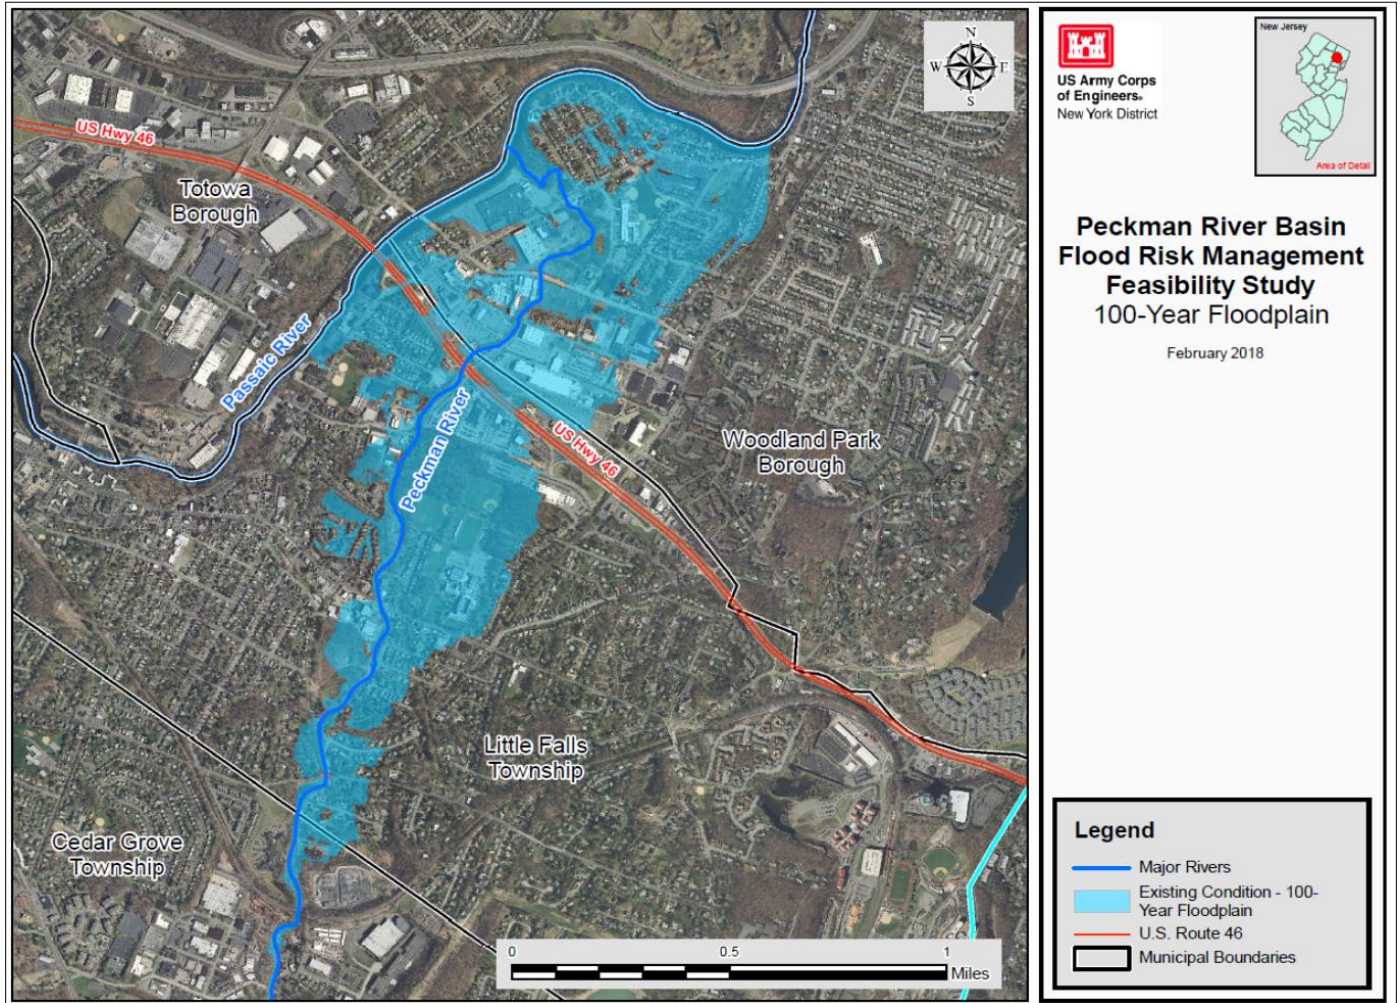 N
W
E
S
US Hwy 46
Totowa
Borough
Passaic River
Peckman River
US Hwy 46
Woodland Park
Borough
Little Falls
Township
Cedar Grove
Township
0
0.5
1
Miles
US Army Corps
of Engineers®
New York District
New Jersey
Area of Detail
Peckman River Basin
Flood Risk Management
Feasibility Study
100-Year Floodplain
February 2018
Legend
Major Rivers
Existing Condition - 100-
Year Floodplain
U.S. Route 46
Municipal Boundaries